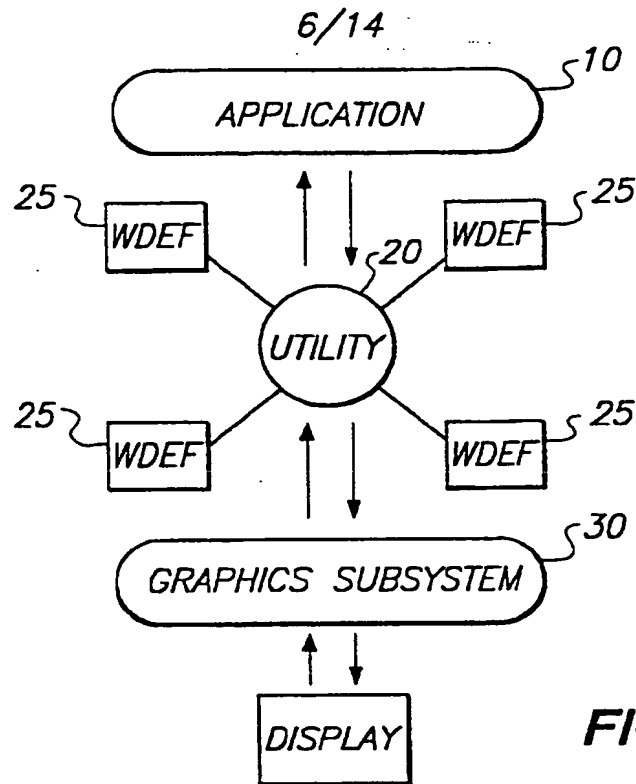 6/14
10
APPLICATION
25
WDEF
25
WDEF
20
UTILITY
25
WDEF
25
WDEF
30
GRAPHICS SUBSYSTEM
DISPLAY